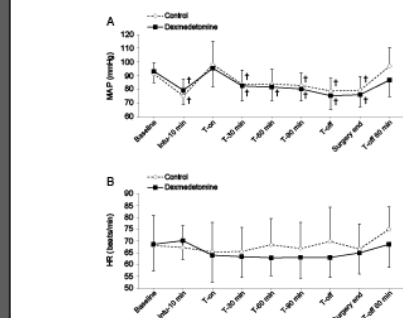 A
Control
Dexmedetomine
MAP (mmHg)
120
110
100
90
80
70
60
† † † † † † † † † † † †
Baseline
Infu-10 min
T-on
T-30 min
T-60 min
T-90 min
T-off
Surgery end
T-off 60 min
B
Control
Dexmedetomine
HR (beats/min)
90
85
80
75
70
65
60
55
50
Baseline
Infu-10 min
T-on
T-30 min
T-60 min
T-90 min
T-off
Surgery end
T-off 60 min